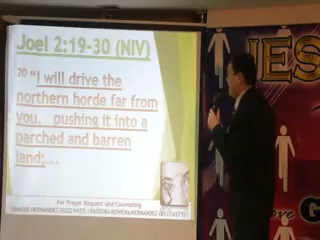 Joel 2:19-30 (NIV)
20 "I will drive the
northern horde far from
you, pushing it into a
parched and barren
land;...
For Prayer Request and Counseling
JES
ove
G